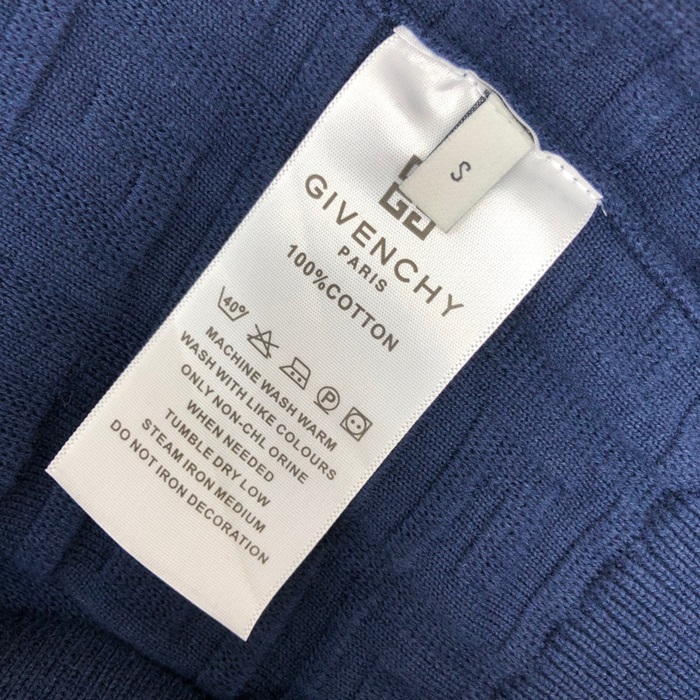 S
GIVENCHY
PARIS
100%COTTON
40°
P
MACHINE WASH WARM
WASH WITH LIKE COLOURS
ONLY NON-CHL ORINE
WHEN NEEDED
TUMBLE DRY LOW
STEAM IRON MEDIUM
DO NOT IRON DECORATION